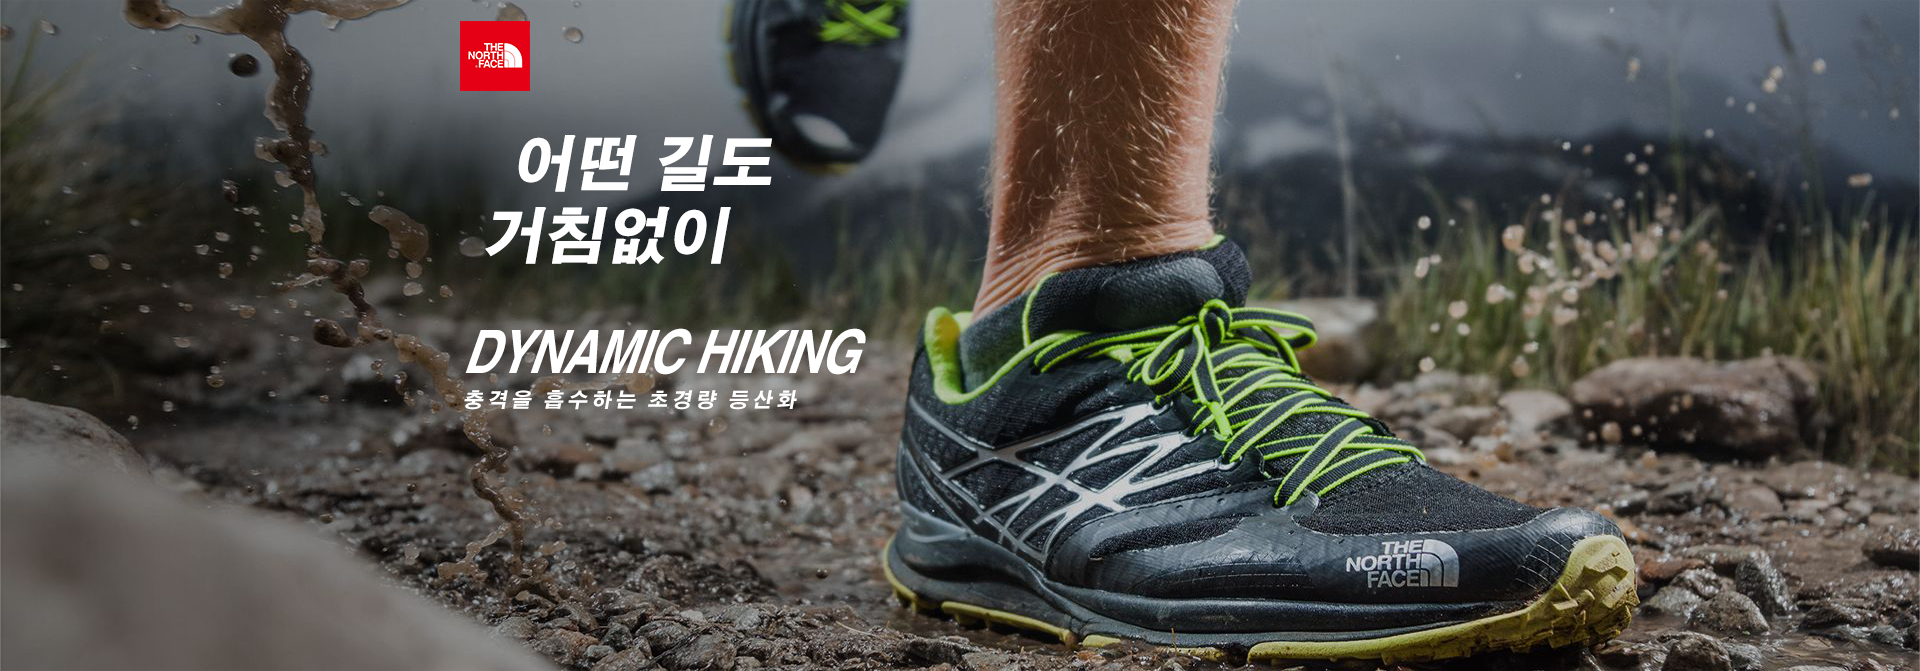 THE
NORTH
FACE
어떤 길도
거침없이
DYNAMIC HIKING
충격을 흡수하는 초경량 등산화
THE
NORTH
FACE